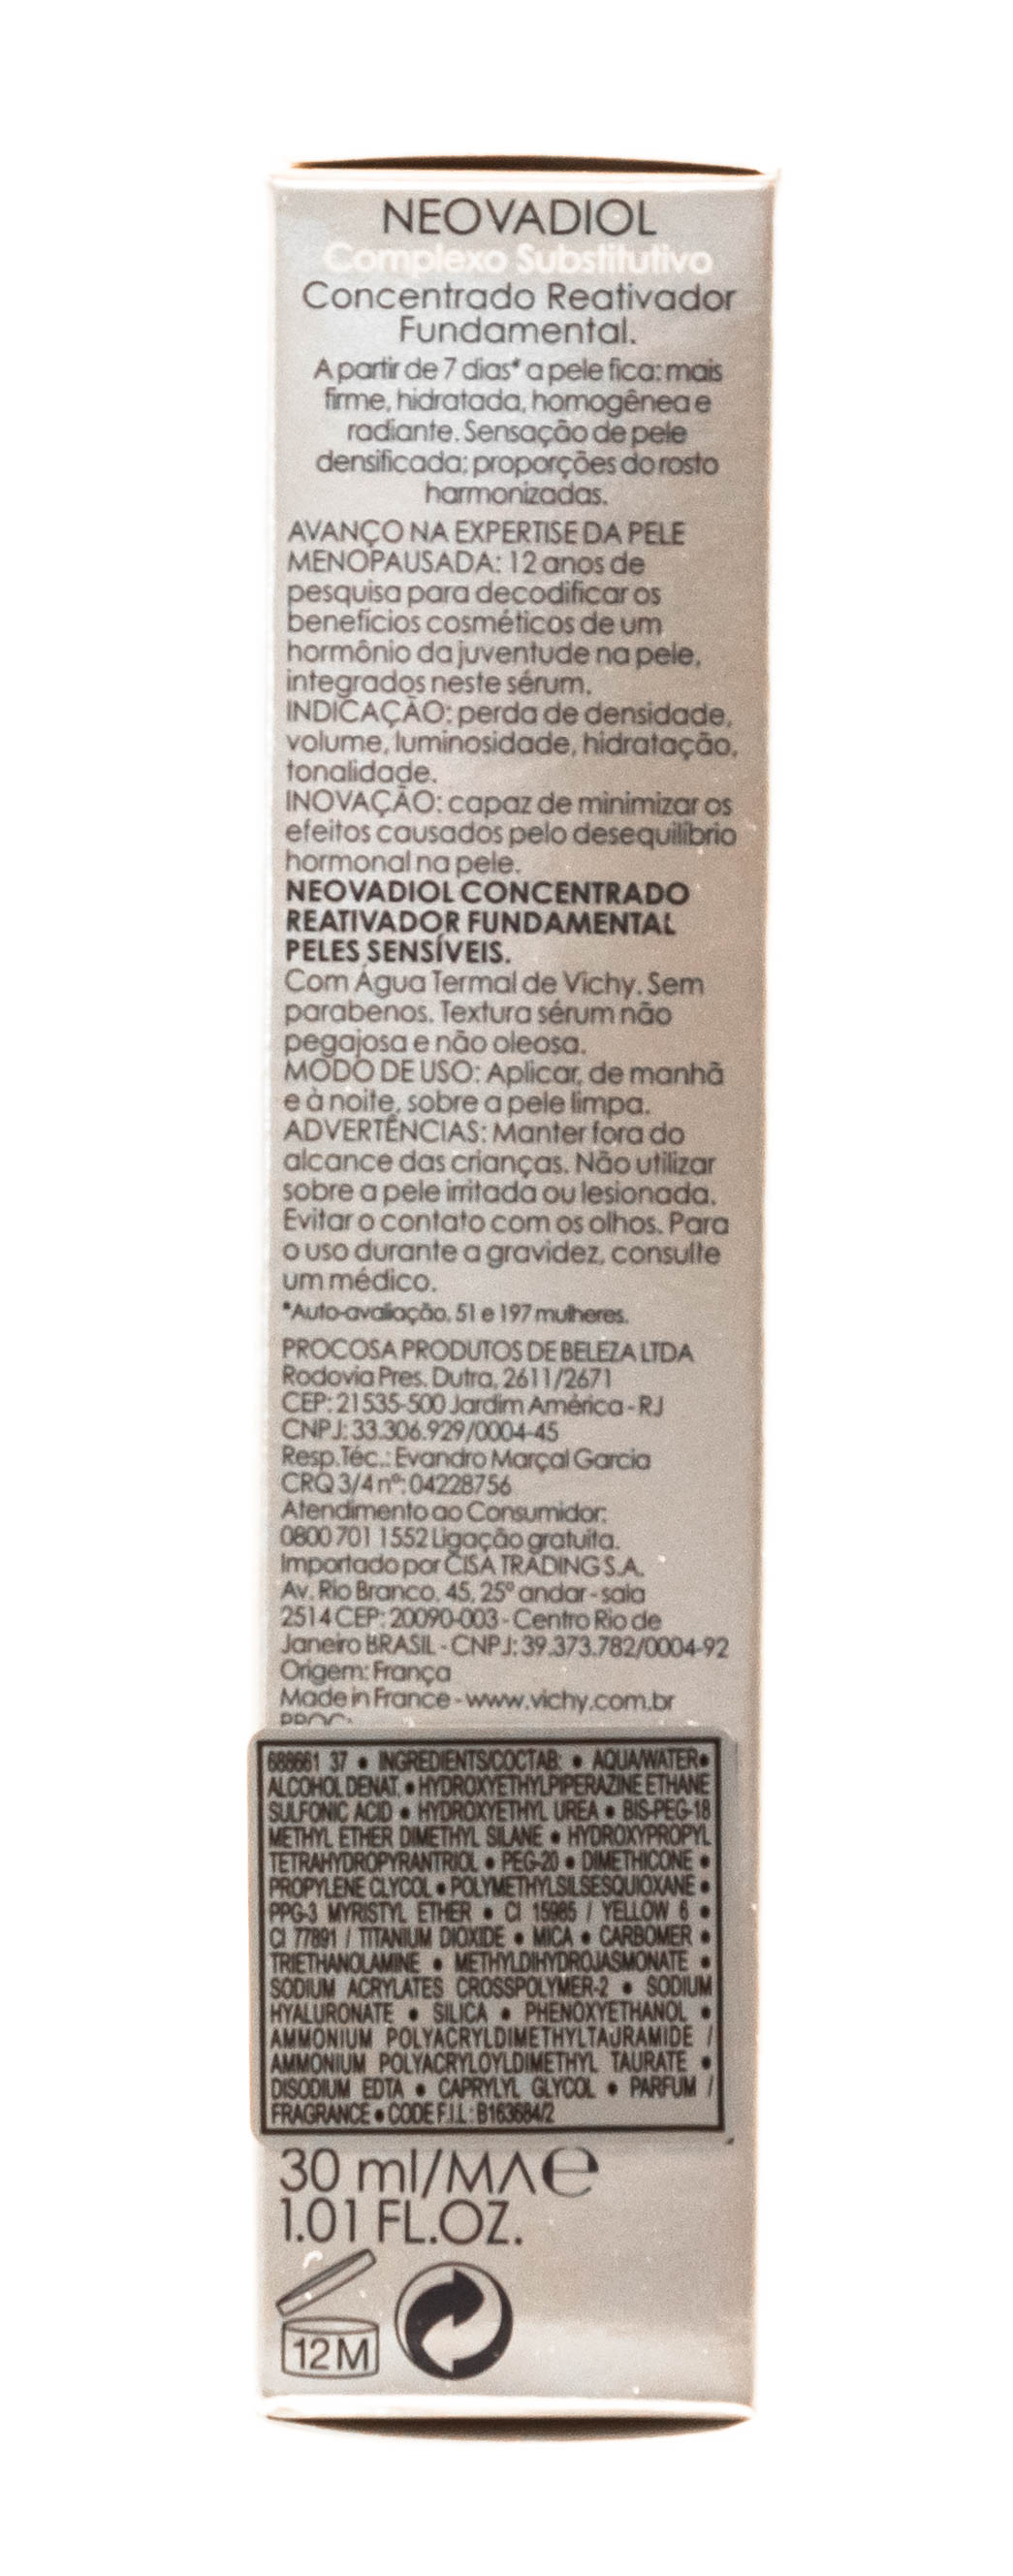 NEOVADIOL
Complexo Substitutivo
Concentrado Reativador
Fundamental.
A partir de 7 dias* a pele fica: mais
firme, hidratada, homogênea e
radiante. Sensação de pele
densificada; proporções do rosto
harmonizadas.
AVANÇO NA EXPERTISE DA PELE
MENOPAUSADA: 12 anos de
pesquisa para decodificar os
benefícios cosméticos de um
hormônio da juventude na pele,
integrados neste sérum.
INDICAÇÃO: perda de densidade,
volume, luminosidade, hidratação,
tonalidade.
INOVAÇÃO: capaz de minimizar os
efeitos causados pelo desequilíbrio
hormonal na pele.
NEOVADIOL CONCENTRADO
REATIVADOR FUNDAMENTAL
PELES SENSÍVEIS.
Com Água Termal de Vichy. Sem
parabenos. Textura sérum não
pegajosa e não oleosa.
MODO DE USO: Aplicar, de manhã
e à noite, sobre a pele limpa.
ADVERTÊNCIAS: Manter fora do
alcance das crianças. Não utilizar
sobre a pele irritada ou lesionada.
Evitar o contato com os olhos. Para
o uso durante a gravidez, consulte
um médico.
*Auto-avaliação, 51 e 197 mulheres.
PROCOSA PRODUTOS DE BELEZA LTDA
Rodovia Pres. Dutra, 2611/2671
CEP: 21535-500 Jardim América - RJ
CNPJ: 33.306.929/0004-45
Resp.Téc.: Evandro Marçal Garcia
CRQ 3/4 nº: 04228756
Atendimento ao Consumidor:
0800 701 1552 Ligação gratuita.
Importado por CISA TRADING S.A.
Av. Rio Branco, 45, 25º andar - sala
2514 CEP: 20090-003 - Centro Rio de
Janeiro BRASIL - CNPJ: 39.373.782/0004-92
Origem: França
Made in France - www.vichy.com.br
688661 37 • INGREDIENTS/COCTAB: • AQUA/WATER •
ALCOHOL DENAT. • HYDROXYETHYLPIPERAZINE ETHANE
SULFONIC ACID • HYDROXYETHYL UREA • BIS-PEG-18
METHYL ETHER DIMETHYL SILANE • HYDROXYPROPYL
TETRAHYDROPYRANTRIOL • PEG-20 • DIMETHICONE •
PROPYLENE GLYCOL • POLYMETHYLSILSESQUIOXANE •
PPG-3 MYRISTYL ETHER • CI 15985 / YELLOW 6 •
CI 77891 / TITANIUM DIOXIDE • MICA • CARBOMER •
TRIETHANOLAMINE • METHYLDIHYDROJASMONATE •
SODIUM ACRYLATES CROSSPOLYMER-2 • SODIUM
HYALURONATE • SILICA • PHENOXYETHANOL •
AMMONIUM POLYACRYLDIMETHYLTAURAMIDE /
AMMONIUM POLYACRYLOYLDIMETHYL TAURATE •
DISODIUM EDTA • CAPRYLYL GLYCOL • PARFUM /
FRAGRANCE • CODE F.I.L.: B163684/2
30 ml/МЛ ℮
1.01 FL.OZ.
12 M